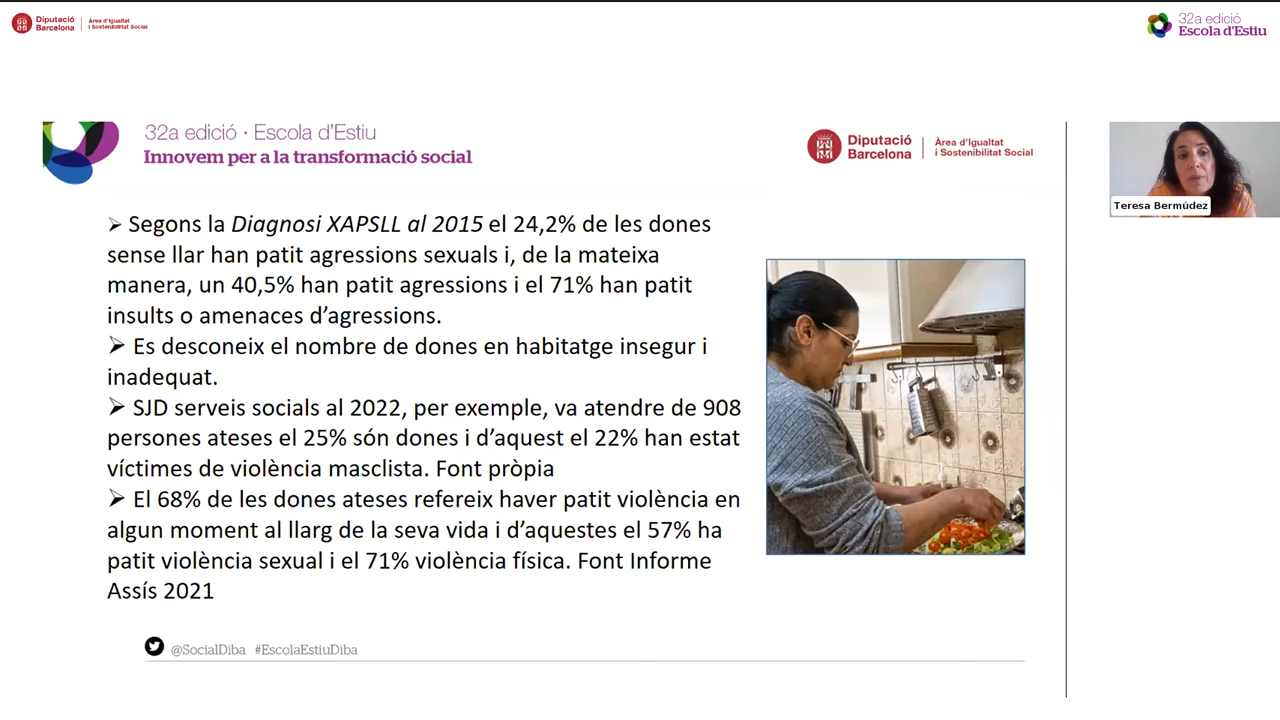 Diputació
Barcelona
Àrea d'Igualtat
i Sostenibilitat Social
32a edició
Escola d'Estiu
32a edició · Escola d'Estiu
Innovem per a la transformació social
Diputació
Barcelona
Àrea d'Igualtat
i Sostenibilitat Social
Teresa Bermúdez
➢ Segons la Diagnosi XAPSLL al 2015 el 24,2% de les dones
sense llar han patit agressions sexuals i, de la mateixa
manera, un 40,5% han patit agressions i el 71% han patit
insults o amenaces d’agressions.
➢ Es desconeix el nombre de dones en habitatge insegur i
inadequat.
➢ SJD serveis socials al 2022, per exemple, va atendre de 908
persones ateses el 25% són dones i d’aquest el 22% han estat
víctimes de violència masclista. Font pròpia
➢ El 68% de les dones ateses refereix haver patit violència en
algun moment al llarg de la seva vida i d’aquestes el 57% ha
patit violència sexual i el 71% violència física. Font Informe
Assís 2021
@SocialDiba #EscolaEstiuDiba